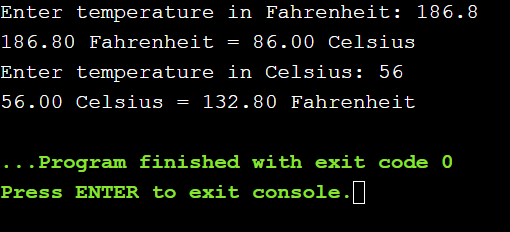 Enter temperature in Fahrenheit: 186.8
186.80 Fahrenheit = 86.00 Celsius
Enter temperature in Celsius: 56
56.00 Celsius = 132.80 Fahrenheit
...Program finished with exit code 0
Press ENTER to exit console.